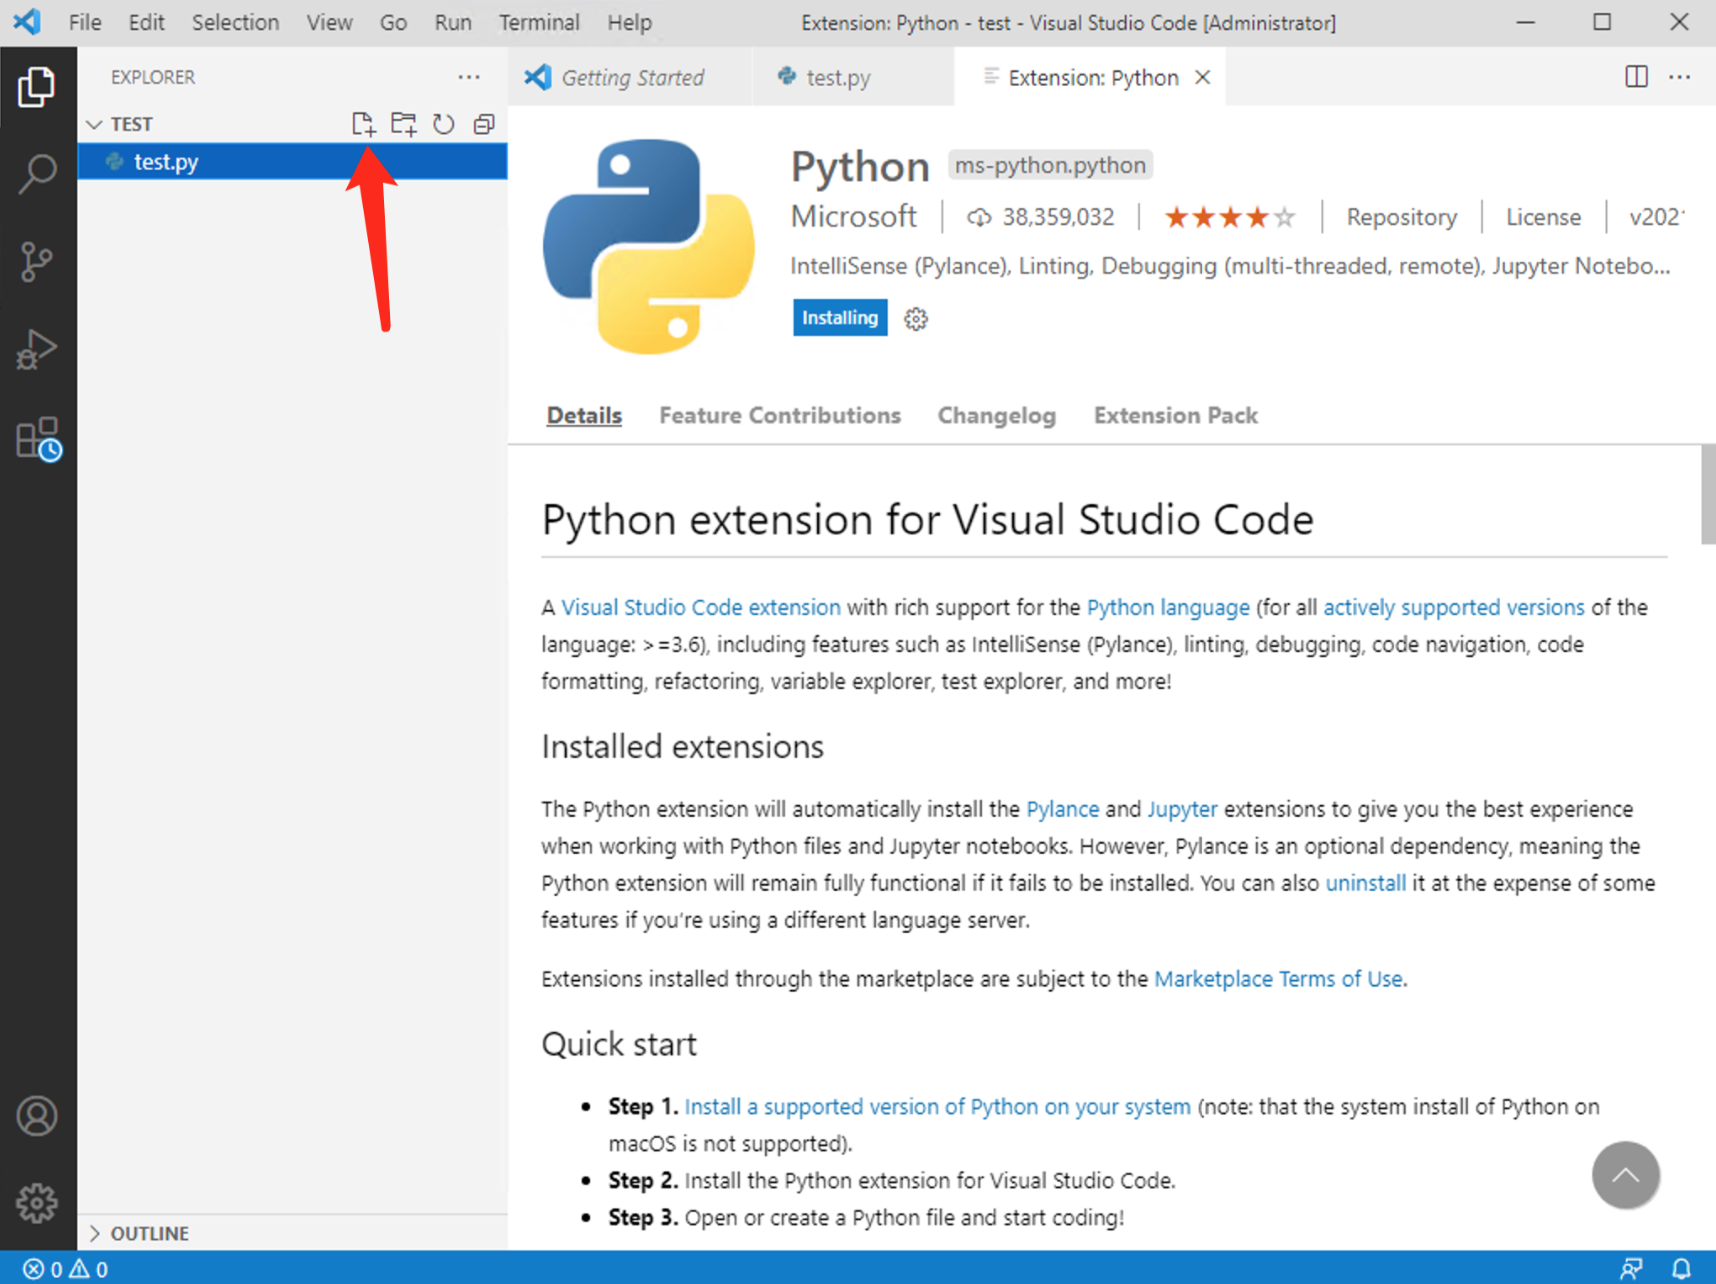 File Edit Selection View Go Run Terminal Help Extension: Python - test - Visual Studio Code [Administrator]
EXPLORER
Getting Started
test.py
Extension: Python
TEST
test.py
Python ms-python.python
Microsoft 38,359,032 Repository License v202
IntelliSense (Pylance), Linting, Debugging (multi-threaded, remote), Jupyter Notebo...
Installing
Details Feature Contributions Changelog Extension Pack
Python extension for Visual Studio Code
A Visual Studio Code extension with rich support for the Python language (for all actively supported versions of the
language: >=3.6), including features such as IntelliSense (Pylance), linting, debugging, code navigation, code
formatting, refactoring, variable explorer, test explorer, and more!
Installed extensions
The Python extension will automatically install the Pylance and Jupyter extensions to give you the best experience
when working with Python files and Jupyter notebooks. However, Pylance is an optional dependency, meaning the
Python extension will remain fully functional if it fails to be installed. You can also uninstall it at the expense of some
features if you're using a different language server.
Extensions installed through the marketplace are subject to the Marketplace Terms of Use.
Quick start
• Step 1. Install a supported version of Python on your system (note: that the system install of Python on
macOS is not supported).
• Step 2. Install the Python extension for Visual Studio Code.
• Step 3. Open or create a Python file and start coding!
OUTLINE
0 0